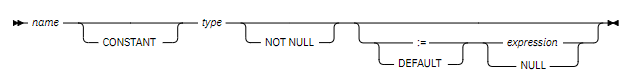 name type := expression
CONSTANT NOT NULL DEFAULT NULL